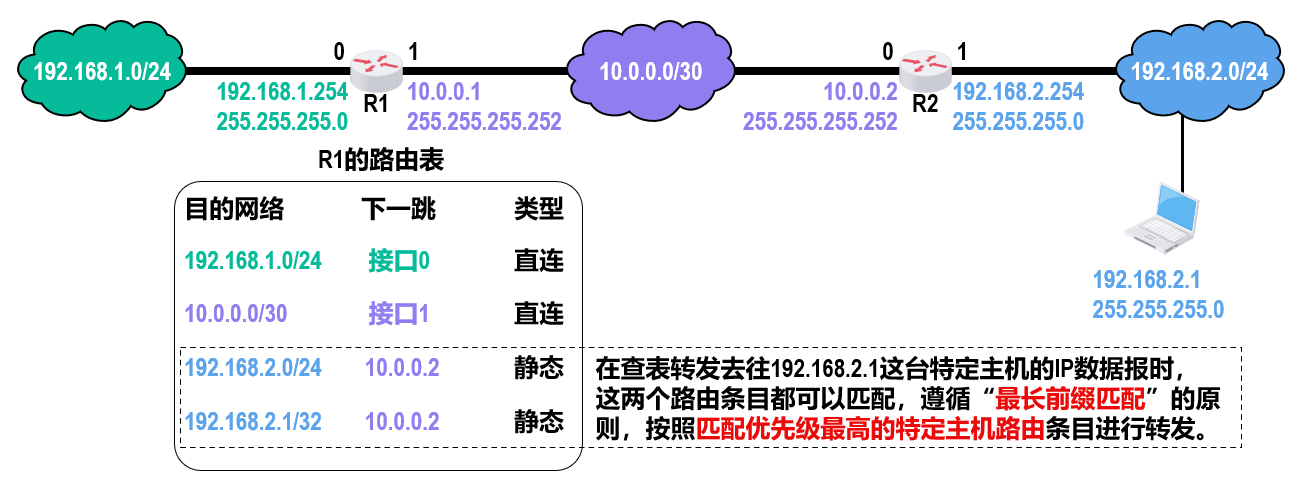 0 1 0 1
192.168.1.0/24 10.0.0.0/30 192.168.2.0/24
192.168.1.254 R1 10.0.0.1 10.0.0.2 R2 192.168.2.254
255.255.255.0 255.255.255.252 255.255.255.252 255.255.255.0
R1的路由表
目的网络 下一跳 类型
192.168.1.0/24 接口0 直连
10.0.0.0/30 接口1 直连
192.168.2.0/24 10.0.0.2 静态
192.168.2.1/32 10.0.0.2 静态
在查表转发去往192.168.2.1这台特定主机的IP数据报时，
这两个路由条目都可以匹配，遵循“最长前缀匹配”的原
则，按照匹配优先级最高的特定主机路由条目进行转发。
192.168.2.1
255.255.255.0